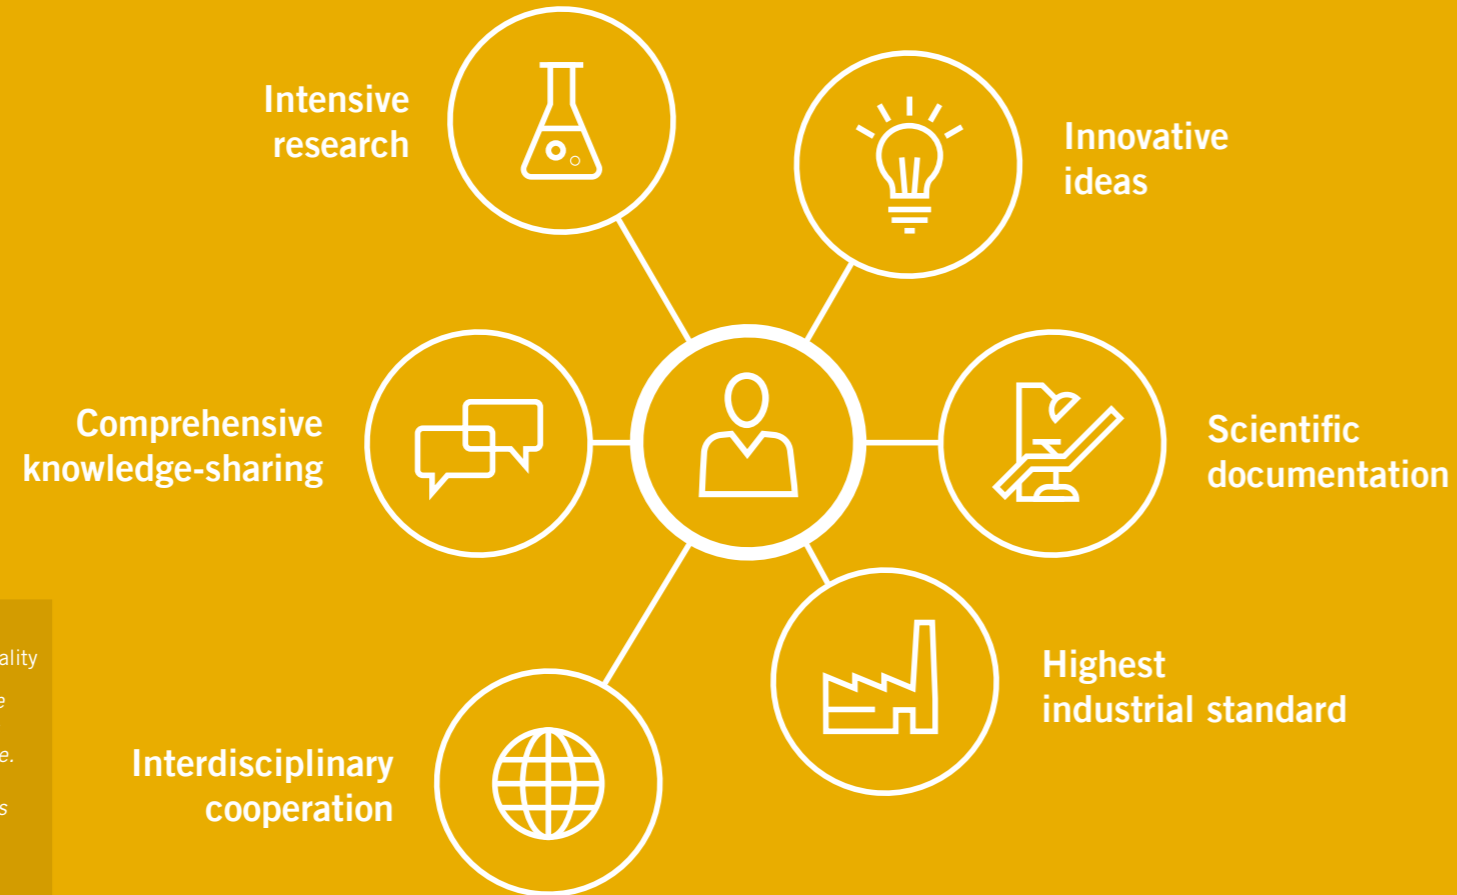 Intensive
research
Innovative
ideas
Comprehensive
knowledge-sharing
Scientific
documentation
Highest
industrial standard
Interdisciplinary
cooperation